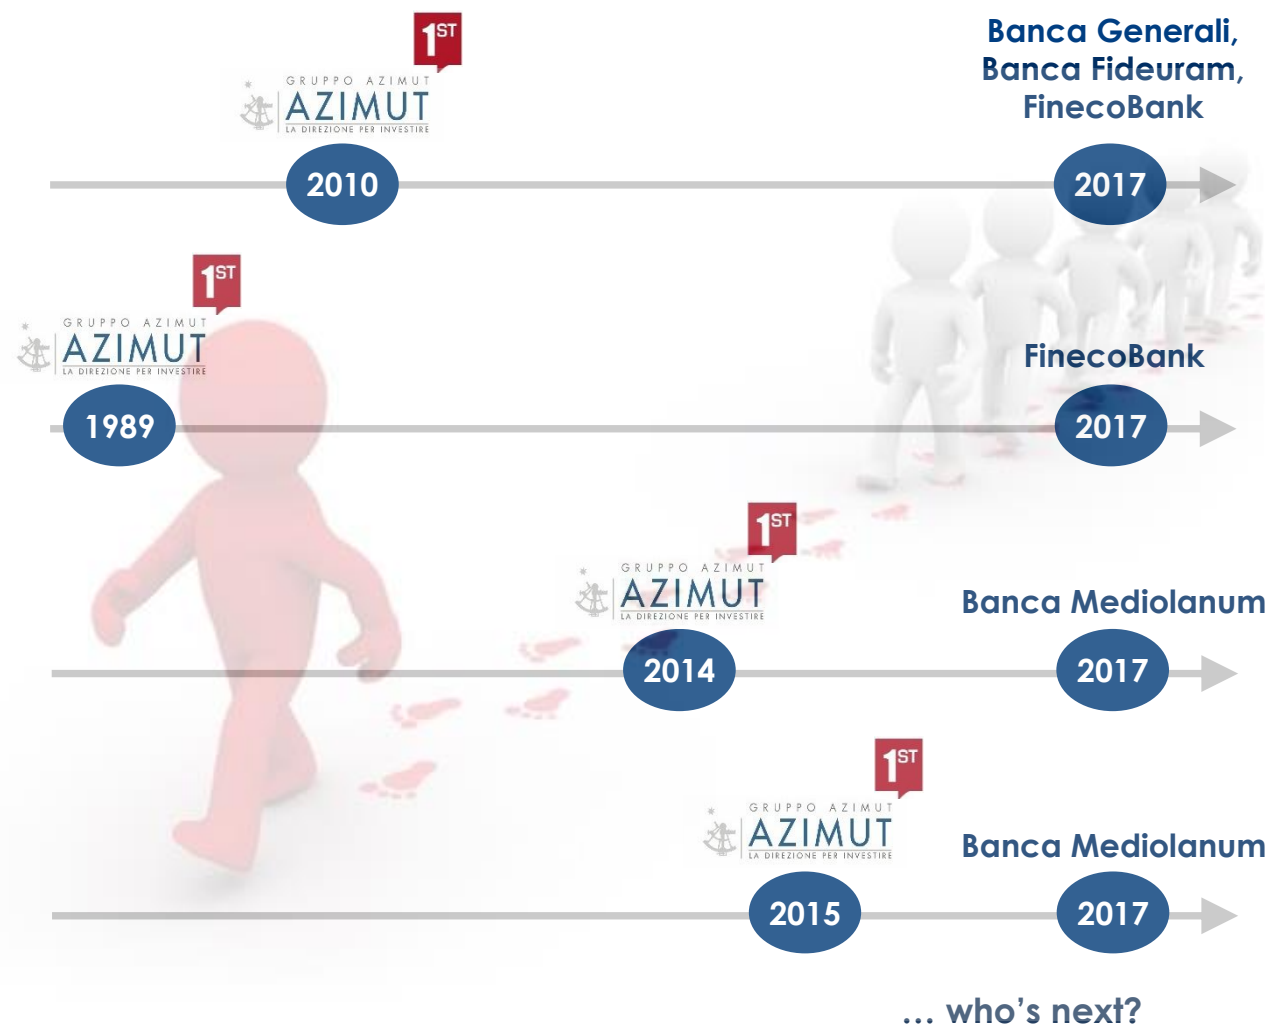 1ST
GRUPPO AZIMUT
AZIMUT
LA DIREZIONE PER INVESTIRE
2010
Banca Generali,
Banca Fideuram,
FinecoBank
2017
1ST
GRUPPO AZIMUT
AZIMUT
LA DIREZIONE PER INVESTIRE
1989
FinecoBank
2017
1ST
GRUPPO AZIMUT
AZIMUT
LA DIREZIONE PER INVESTIRE
2014
Banca Mediolanum
2017
1ST
GRUPPO AZIMUT
AZIMUT
LA DIREZIONE PER INVESTIRE
2015
Banca Mediolanum
2017
... who’s next?